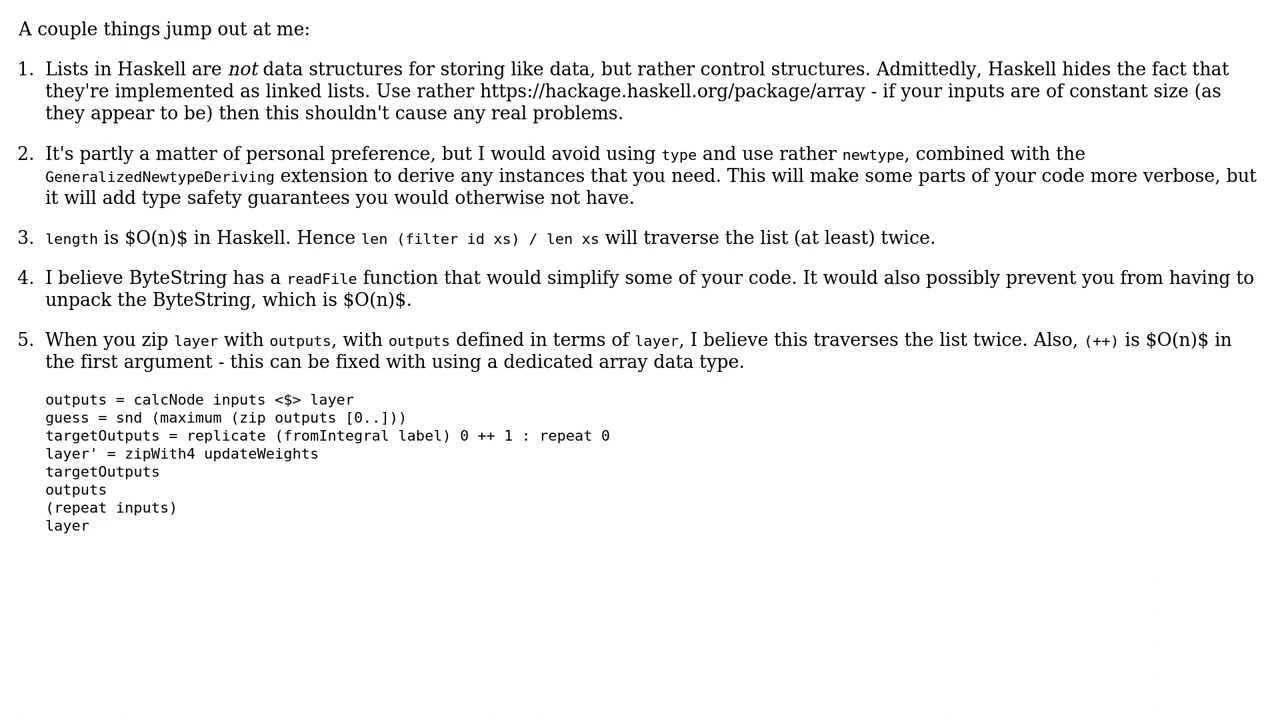 A couple things jump out at me:
1. Lists in Haskell are not data structures for storing like data, but rather control structures. Admittedly, Haskell hides the fact that
they're implemented as linked lists. Use rather https://hackage.haskell.org/package/array - if your inputs are of constant size (as
they appear to be) then this shouldn't cause any real problems.
2. It's partly a matter of personal preference, but I would avoid using type and use rather newtype, combined with the
GeneralizedNewtypeDeriving extension to derive any instances that you need. This will make some parts of your code more verbose, but
it will add type safety guarantees you would otherwise not have.
3. length is $O(n)$ in Haskell. Hence len (filter id xs) / len xs will traverse the list (at least) twice.
4. I believe ByteString has a readFile function that would simplify some of your code. It would also possibly prevent you from having to
unpack the ByteString, which is $O(n)$.
5. When you zip layer with outputs, with outputs defined in terms of layer, I believe this traverses the list twice. Also, (++) is $O(n)$ in
the first argument - this can be fixed with using a dedicated array data type.
outputs = calcNode inputs <$> layer
guess = snd (maximum (zip outputs [0..]))
targetOutputs = replicate (fromIntegral label) 0 ++ 1 : repeat 0
layer' = zipWith4 updateWeights
targetOutputs
outputs
(repeat inputs)
layer